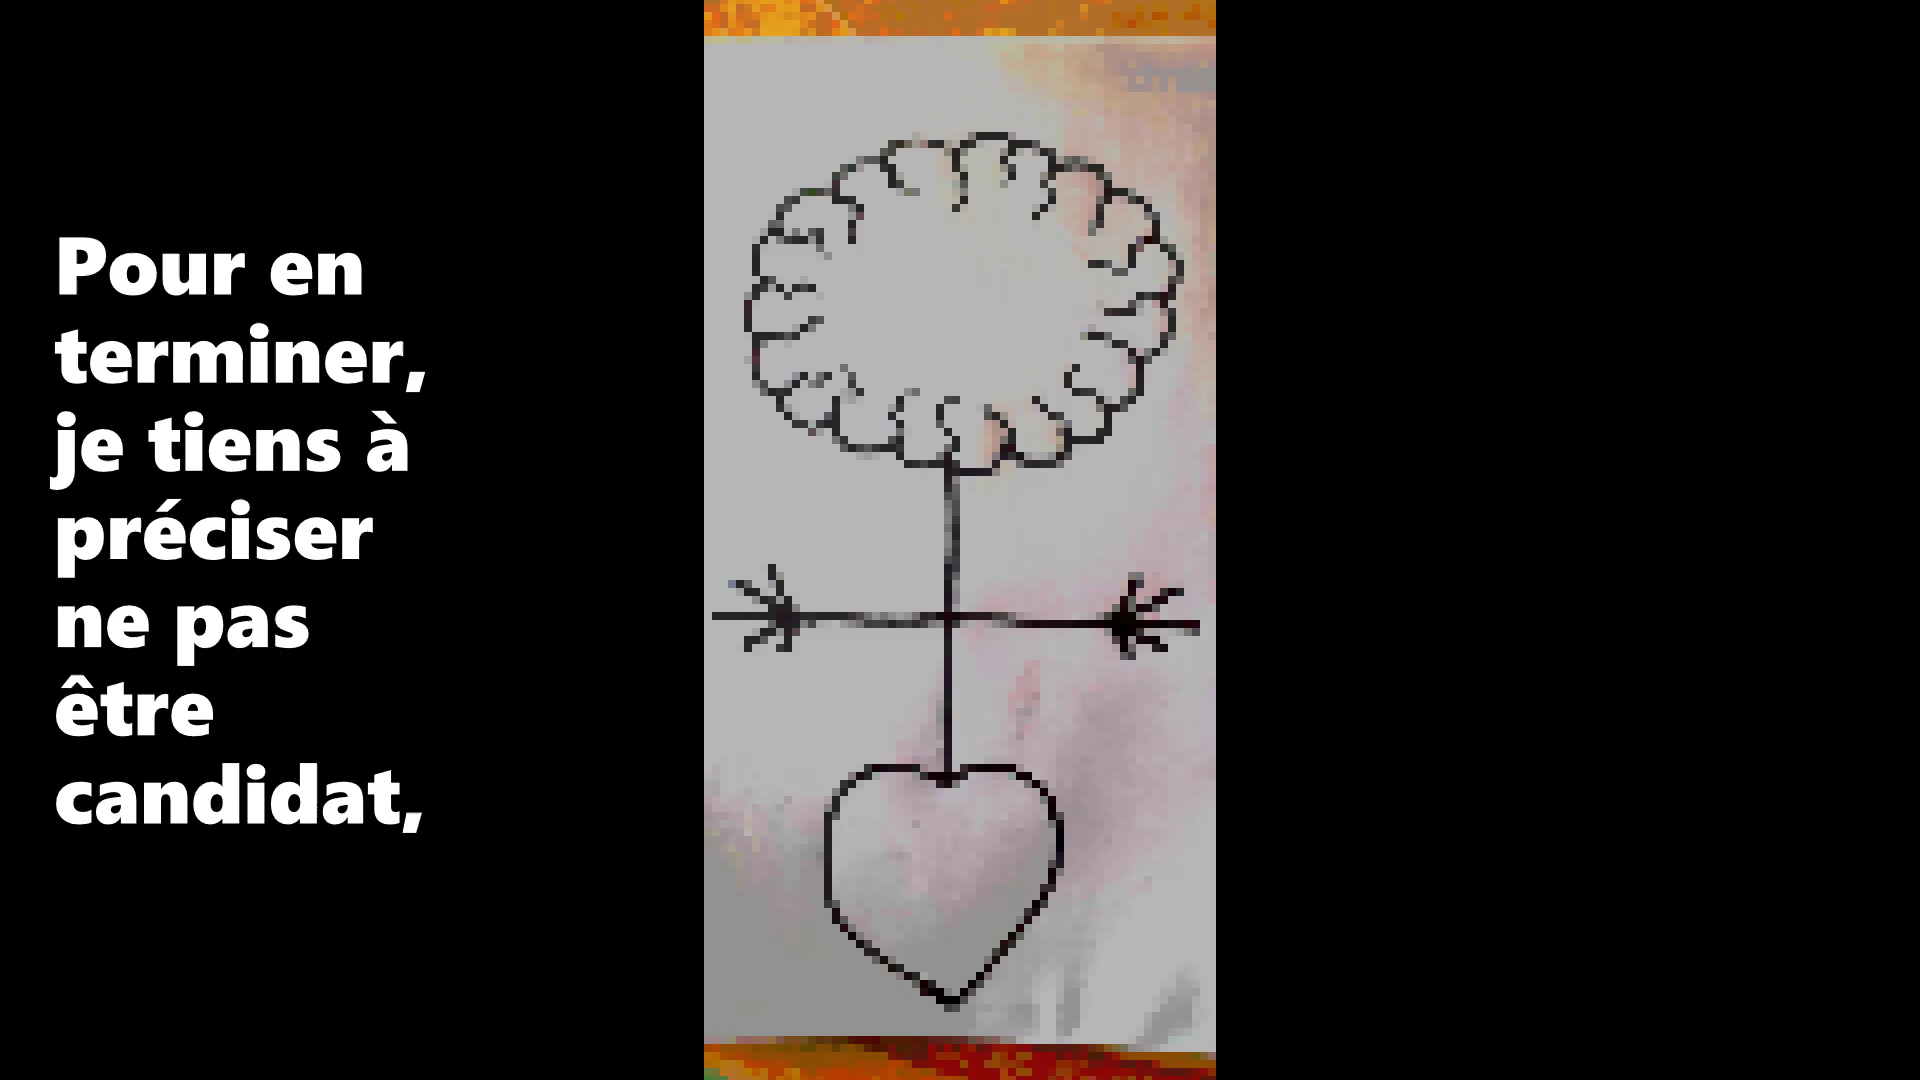 Pour en
terminer,
je tiens à
préciser
ne pas
être
candidat,